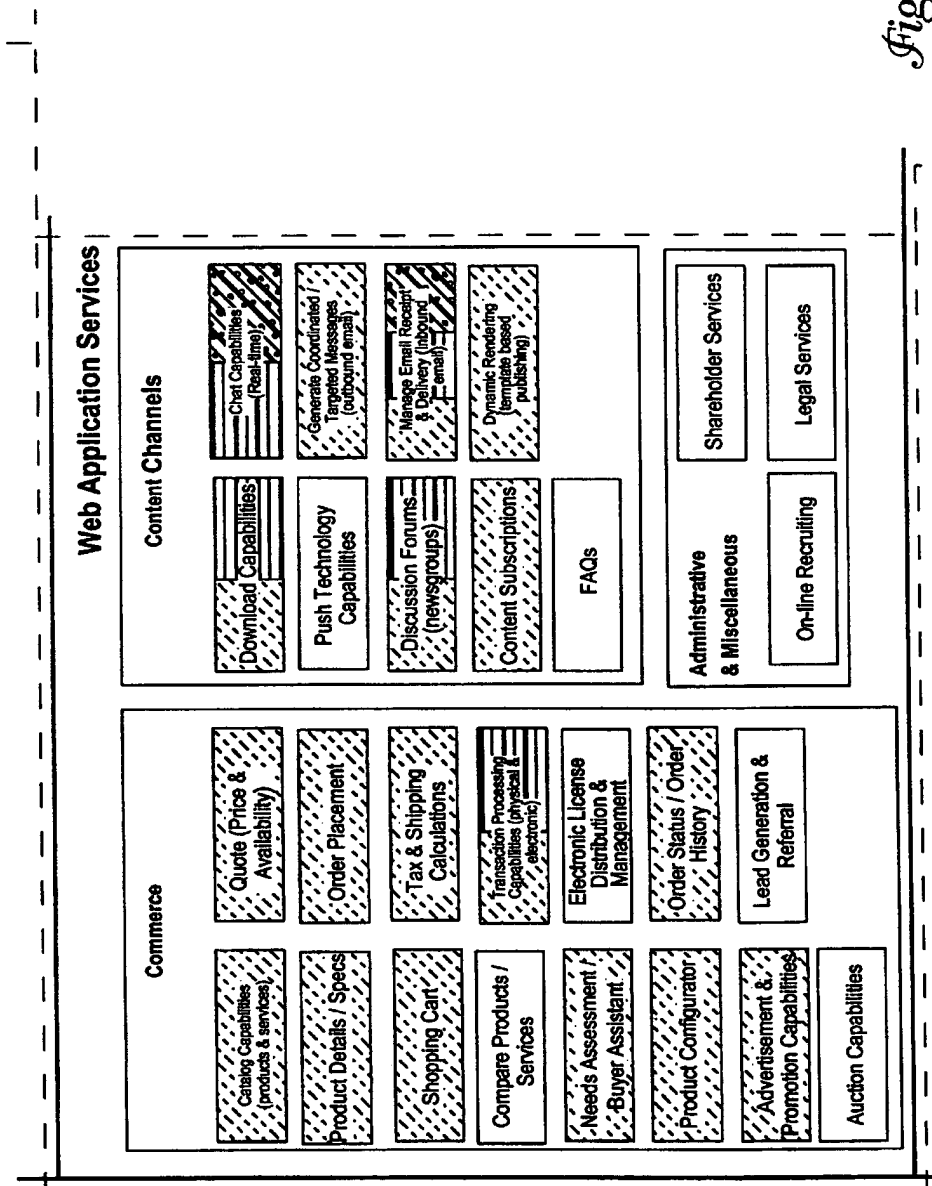 Web Application Services
Commerce
Catalog Capabilities
(products & services)
Quote (Price &
Availability)
Product Details / Specs
Order Placement
Shopping Cart
Tax & Shipping
Calculations
Compare Products /
Services
Transaction Processing
Capabilities (physical &
electronic)
Needs Assessment /
Buyer Assistant
Electronic License
Distribution &
Management
Product Configurator
Order Status / Order
History
Advertisement &
Promotion Capabilities
Lead Generation &
Referral
Auction Capabilities
Content Channels
Download Capabilities
Chat Capabilities
(Real-time)
Push Technology
Capabilities
Generate Coordinated /
Targeted Messages
(outbound email)
Discussion Forums
(newsgroups)
Manage Email Receipt
& Delivery (Inbound
email)
Content Subscriptions
Dynamic Rendering
(template based
publishing)
FAQs
Administrative
& Miscellaneous
Shareholder Services
On-line Recruiting
Legal Services
Fig